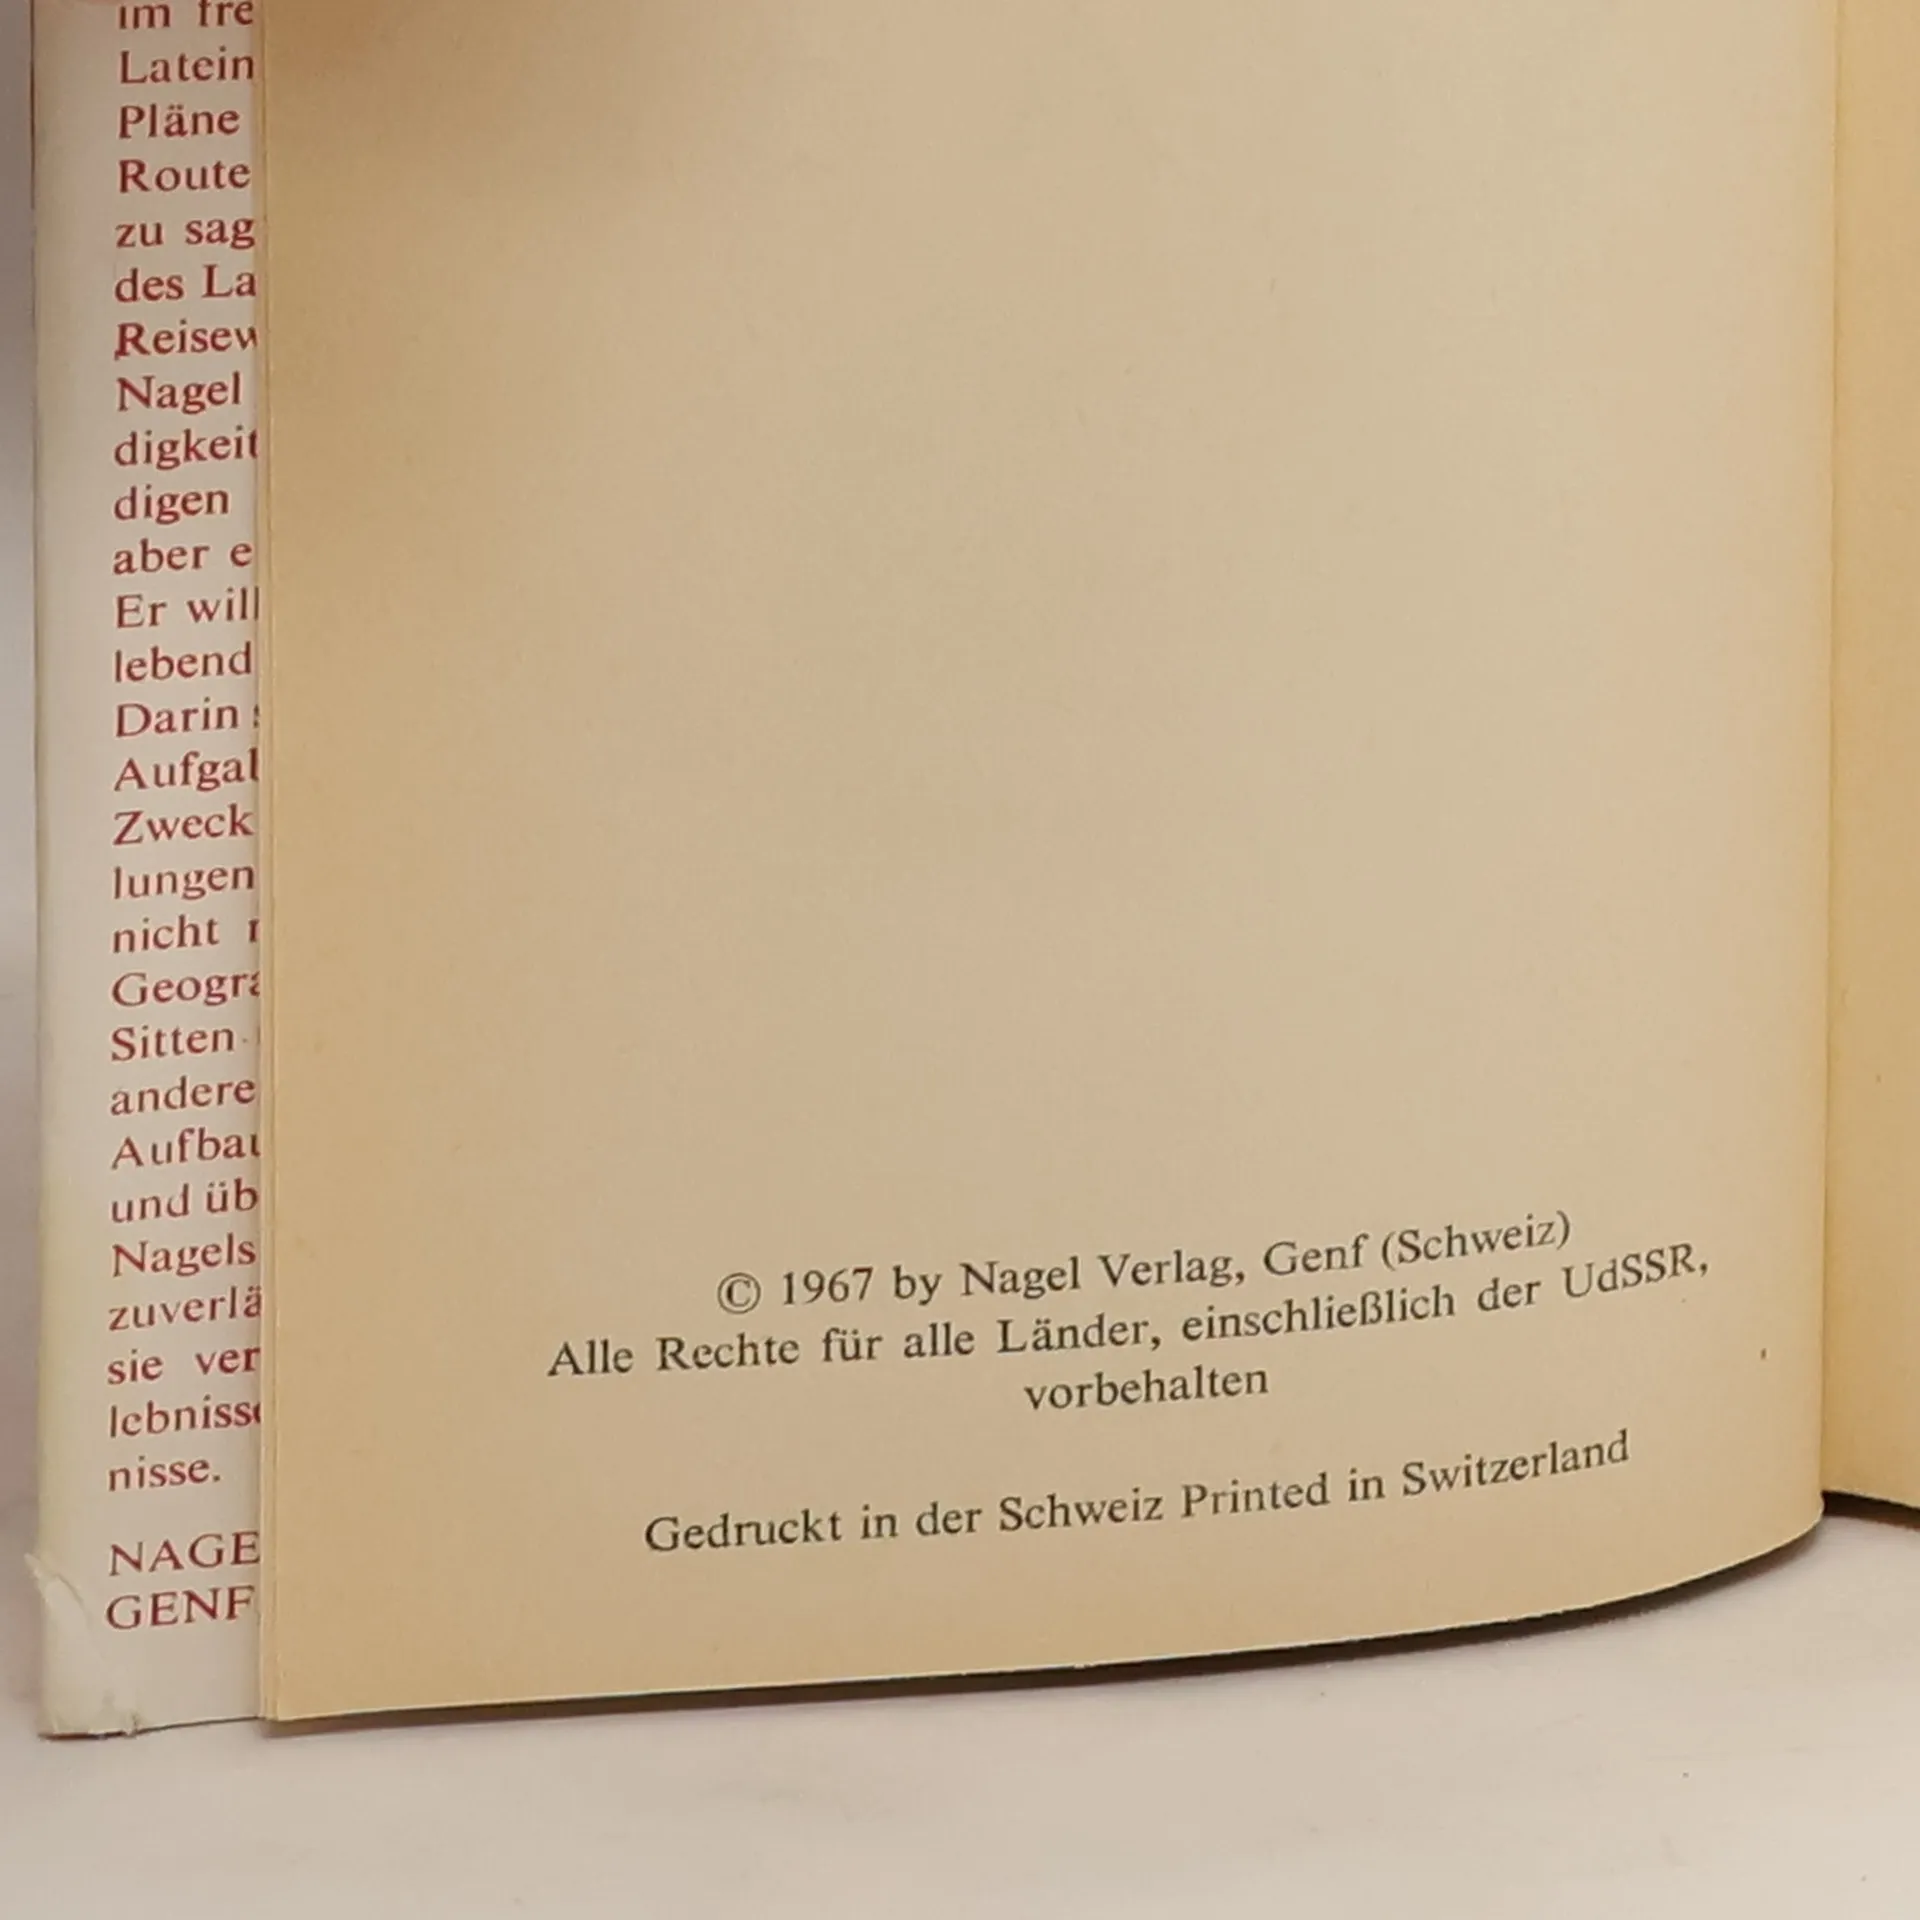 im fre
Latein
Pläne
Route
zu sag
des La
Reisew
Nagel
digkeit
digen
aber e
Er will
lebend
Darin
Aufgal
Zweck
lungen
nicht
Geogra
Sitten
andere
Aufbau
und üb
Nagels
zuverlä
sie ver
lebnisse
nisse.
NAGE
GENF
© 1967 by Nagel Verlag, Genf (Schweiz)
Alle Rechte für alle Länder, einschließlich der UdSSR,
vorbehalten
Gedruckt in der Schweiz Printed in Switzerland